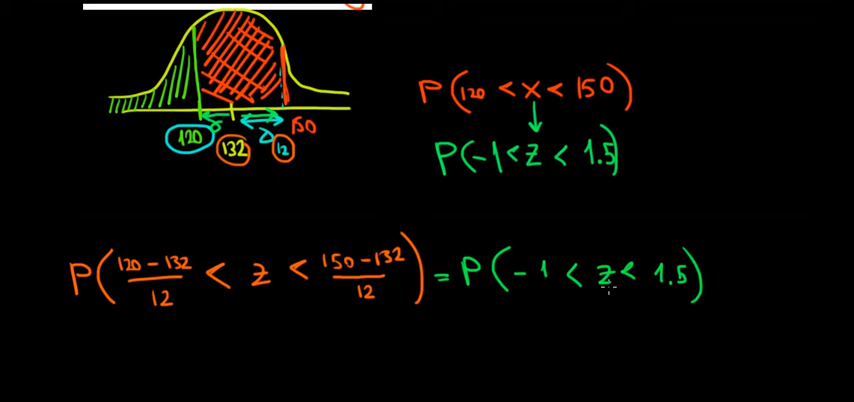 P(120 < x < 150)
P(-1 < z < 1.5)
120 132 12 150
P(120 - 132 / 12 < z < 150 - 132 / 12) = P(-1 < z < 1.5)